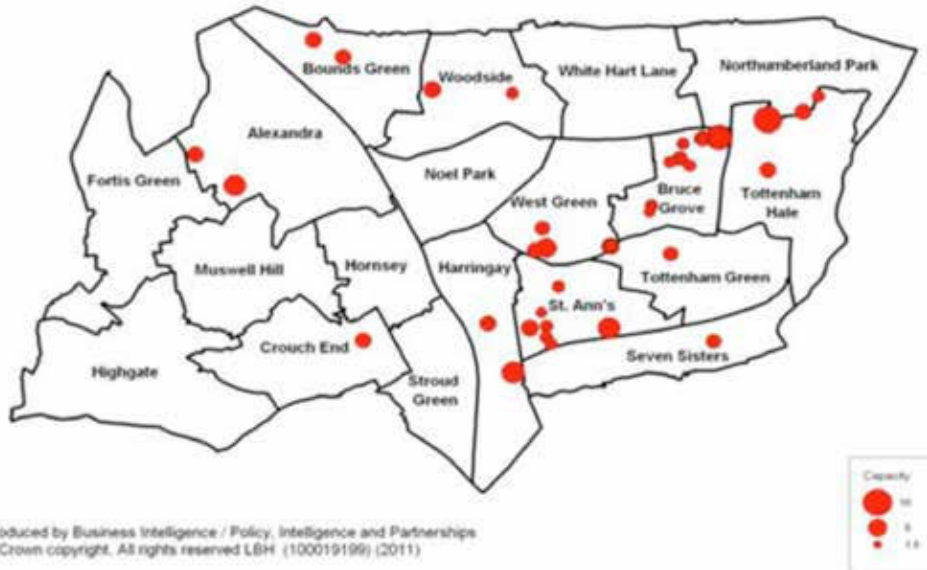 Bounds Green
Woodside
White Hart Lane
Northumberland Park
Alexandra
Fortis Green
Noel Park
West Green
Bruce
Grove
Tottenham
Hale
Muswell Hill
Hornsey
Harringay
Tottenham Green
St. Ann's
Crouch End
Seven Sisters
Highgate
Stroud
Green
Capacity
oduced by Business Intelligence / Policy, Intelligence and Partnerships
Crown copyright. All rights reserved LBH (100019199) (2011)